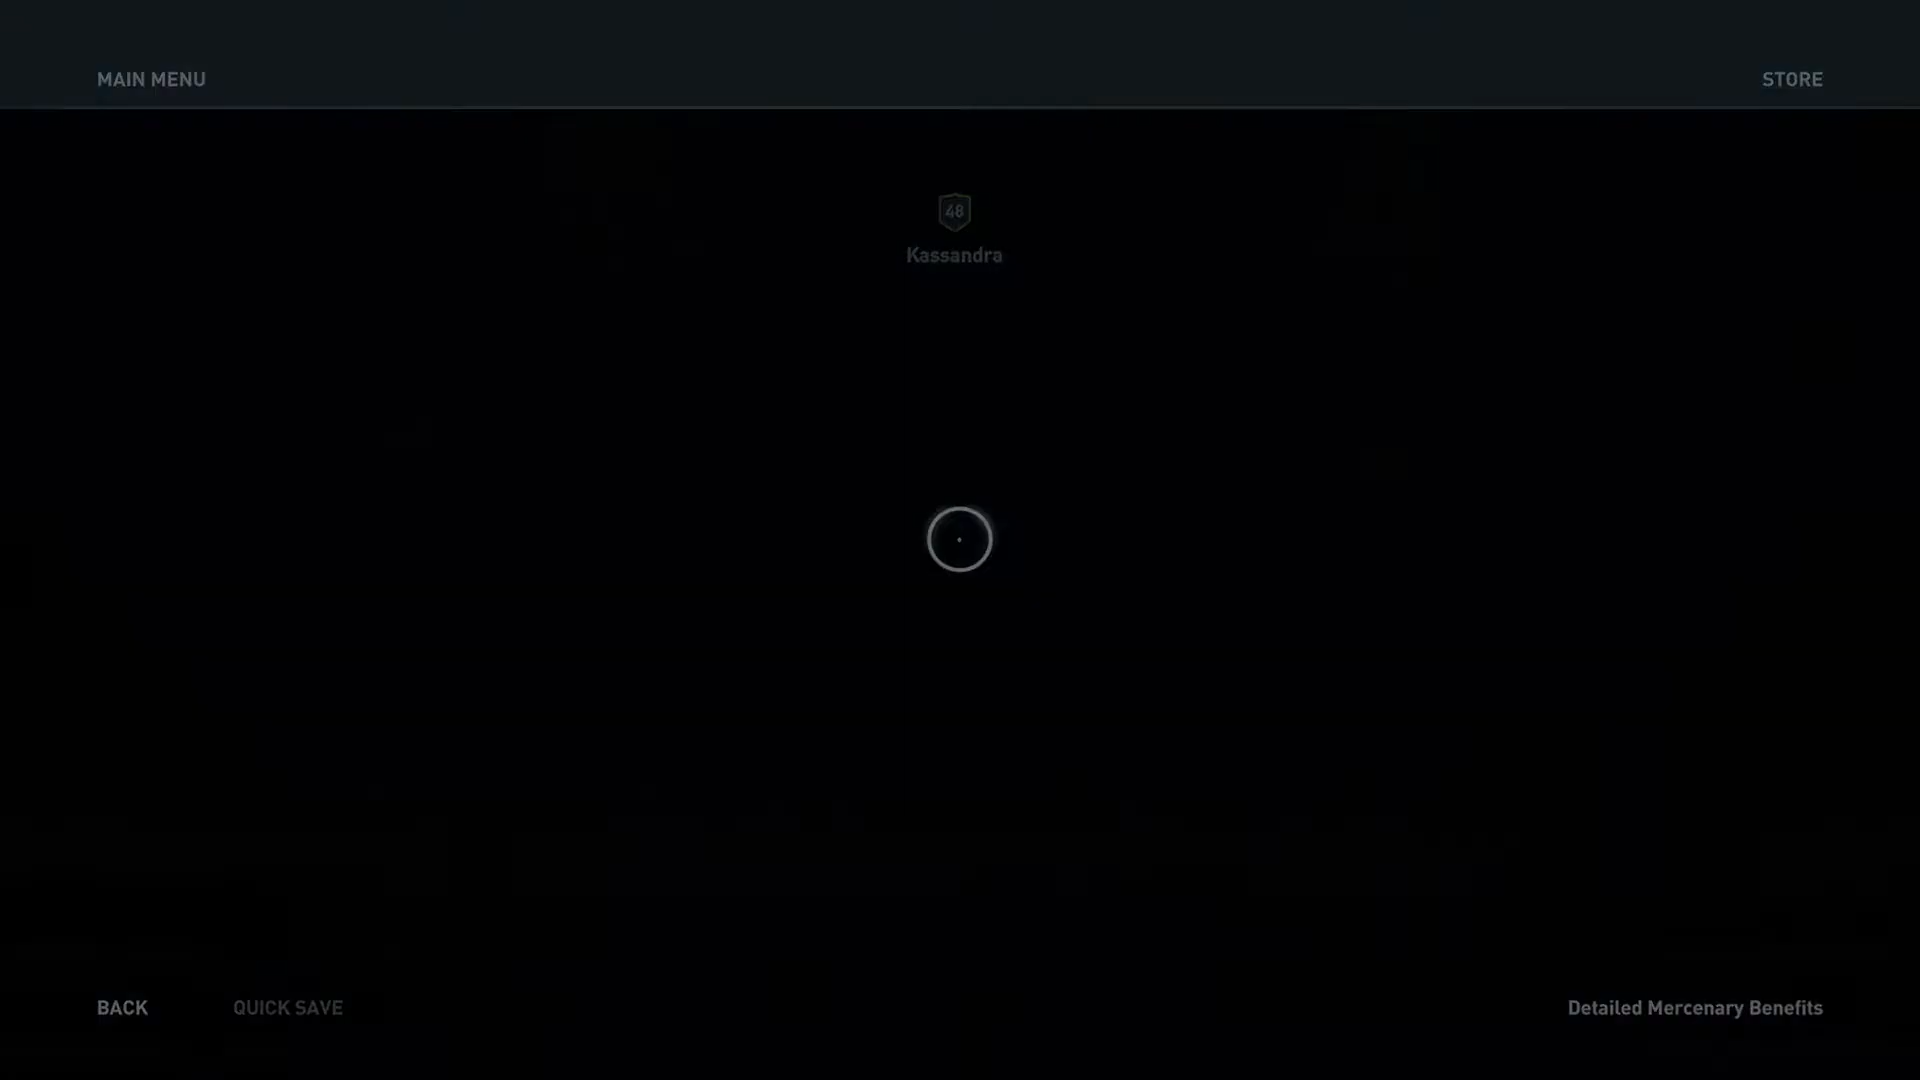 MAIN MENU
STORE
48
Kassandra
BACK
QUICK SAVE
Detailed Mercenary Benefits